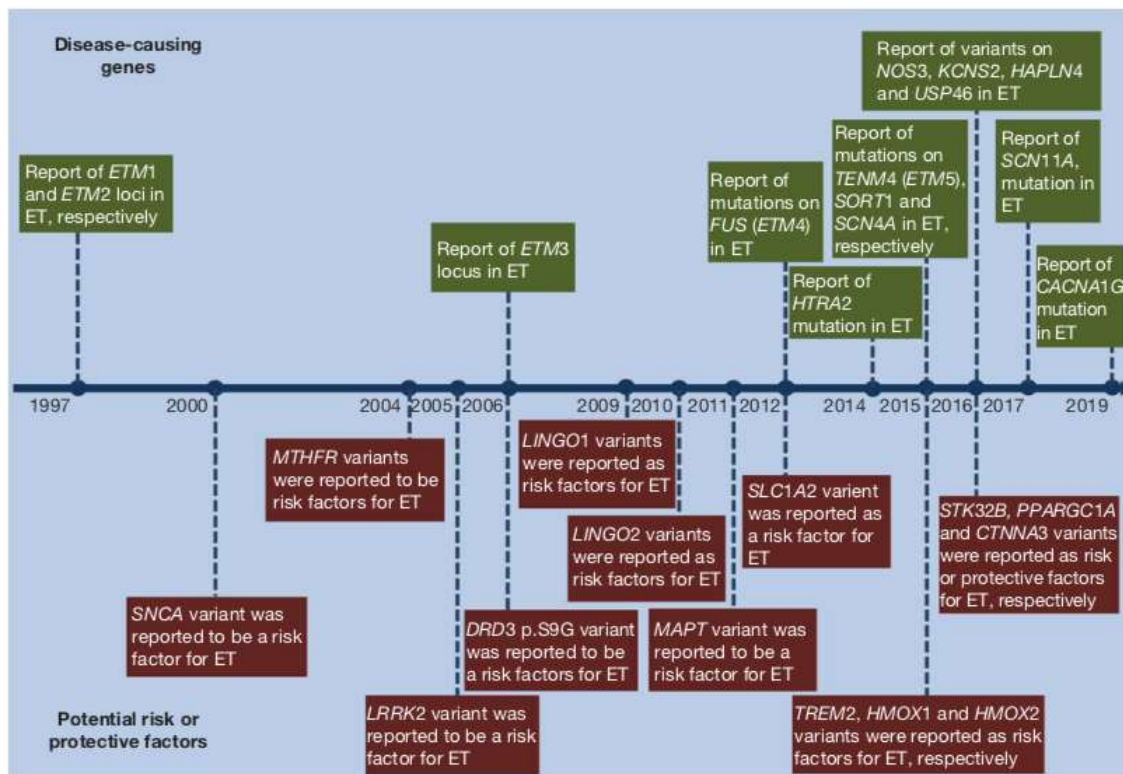 Disease-causing
genes
Report of variants on
NOS3, KCNS2, HAPLN4
and USP46 in ET
Report of ETM1
and ETM2 loci in
ET, respectively
Report of ETM3
locus in ET
Report of
mutations on
FUS (ETM4)
in ET
Report of
mutations on
TENM4 (ETM5),
SORT1 and
SCN4A in ET,
respectively
Report of
SCN11A,
mutation in
ET
Report of
HTRA2
mutation in ET
Report of
CACNA1G
mutation
in ET
1997 2000 2004 2005 2006 2009 2010 2011 2012 2014 2015 2016 2017 2019
MTHFR variants
were reported to be
risk factors for ET
LINGO1 variants
were reported as
risk factors for ET
SLC1A2 varient
was reported as
a risk factor for
ET
STK32B, PPARGC1A
and CTNNA3 variants
were reported as risk
or protective factors
for ET, respectively
LINGO2 variants
were reported as
risk factors for ET
SNCA variant was
reported to be a risk
factor for ET
DRD3 p.S9G variant
was reported to be
a risk factors for ET
MAPT variant was
reported to be a
risk factor for ET
LRRK2 variant was
reported to be a risk
factor for ET
TREM2, HMOX1 and HMOX2
variants were reported as risk
factors for ET, respectively
Potential risk or
protective factors